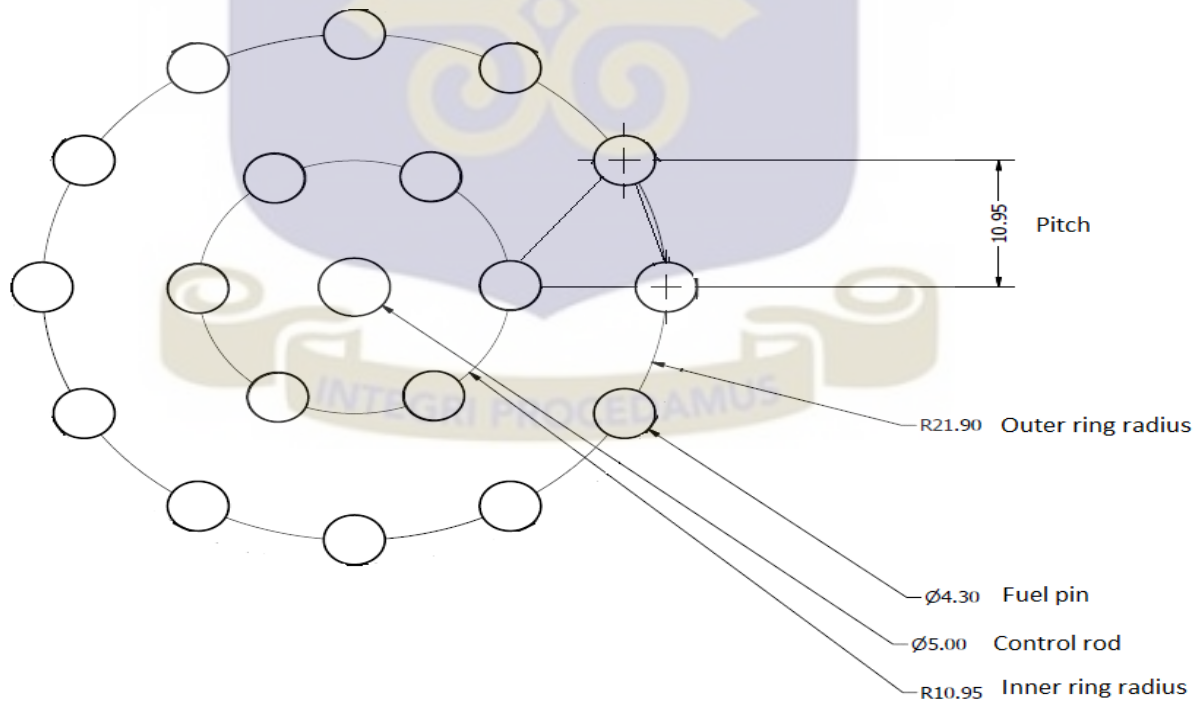 10.95 Pitch
INTEGRI PROCEDAMUS
R21.90 Outer ring radius
Ø4.30 Fuel pin
Ø5.00 Control rod
R10.95 Inner ring radius